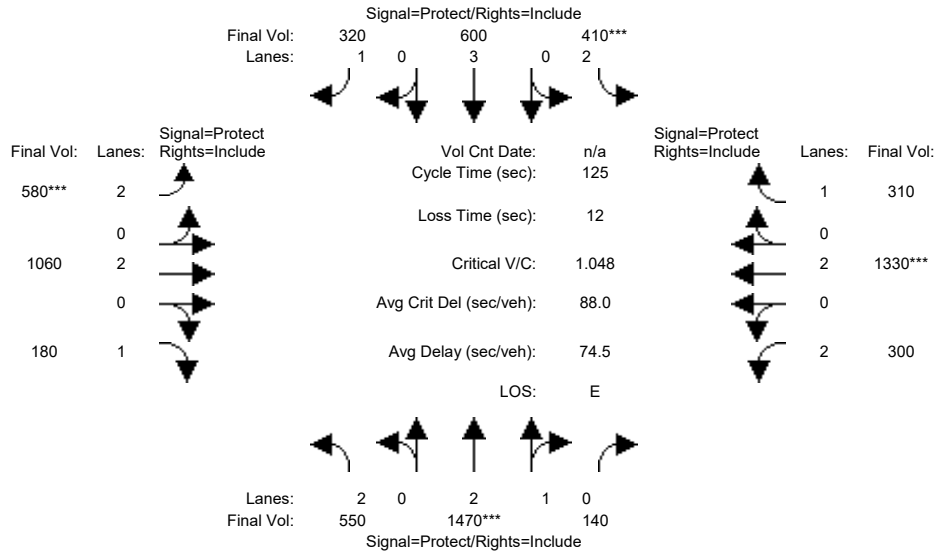 Signal=Protect/Rights=Include
Final Vol: 320 600 410***
Lanes: 1 0 3 0 2
Signal=Protect Signal=Protect
Final Vol: Lanes: Rights=Include Vol Cnt Date: n/a Rights=Include Lanes: Final Vol:
Cycle Time (sec): 125
580*** 2 1 310
Loss Time (sec): 12
0 0
1060 2 Critical V/C: 1.048 2 1330***
0 Avg Crit Del (sec/veh): 88.0 0
180 1 Avg Delay (sec/veh): 74.5 2 300
LOS: E
Lanes: 2 0 2 1 0
Final Vol: 550 1470*** 140
Signal=Protect/Rights=Include